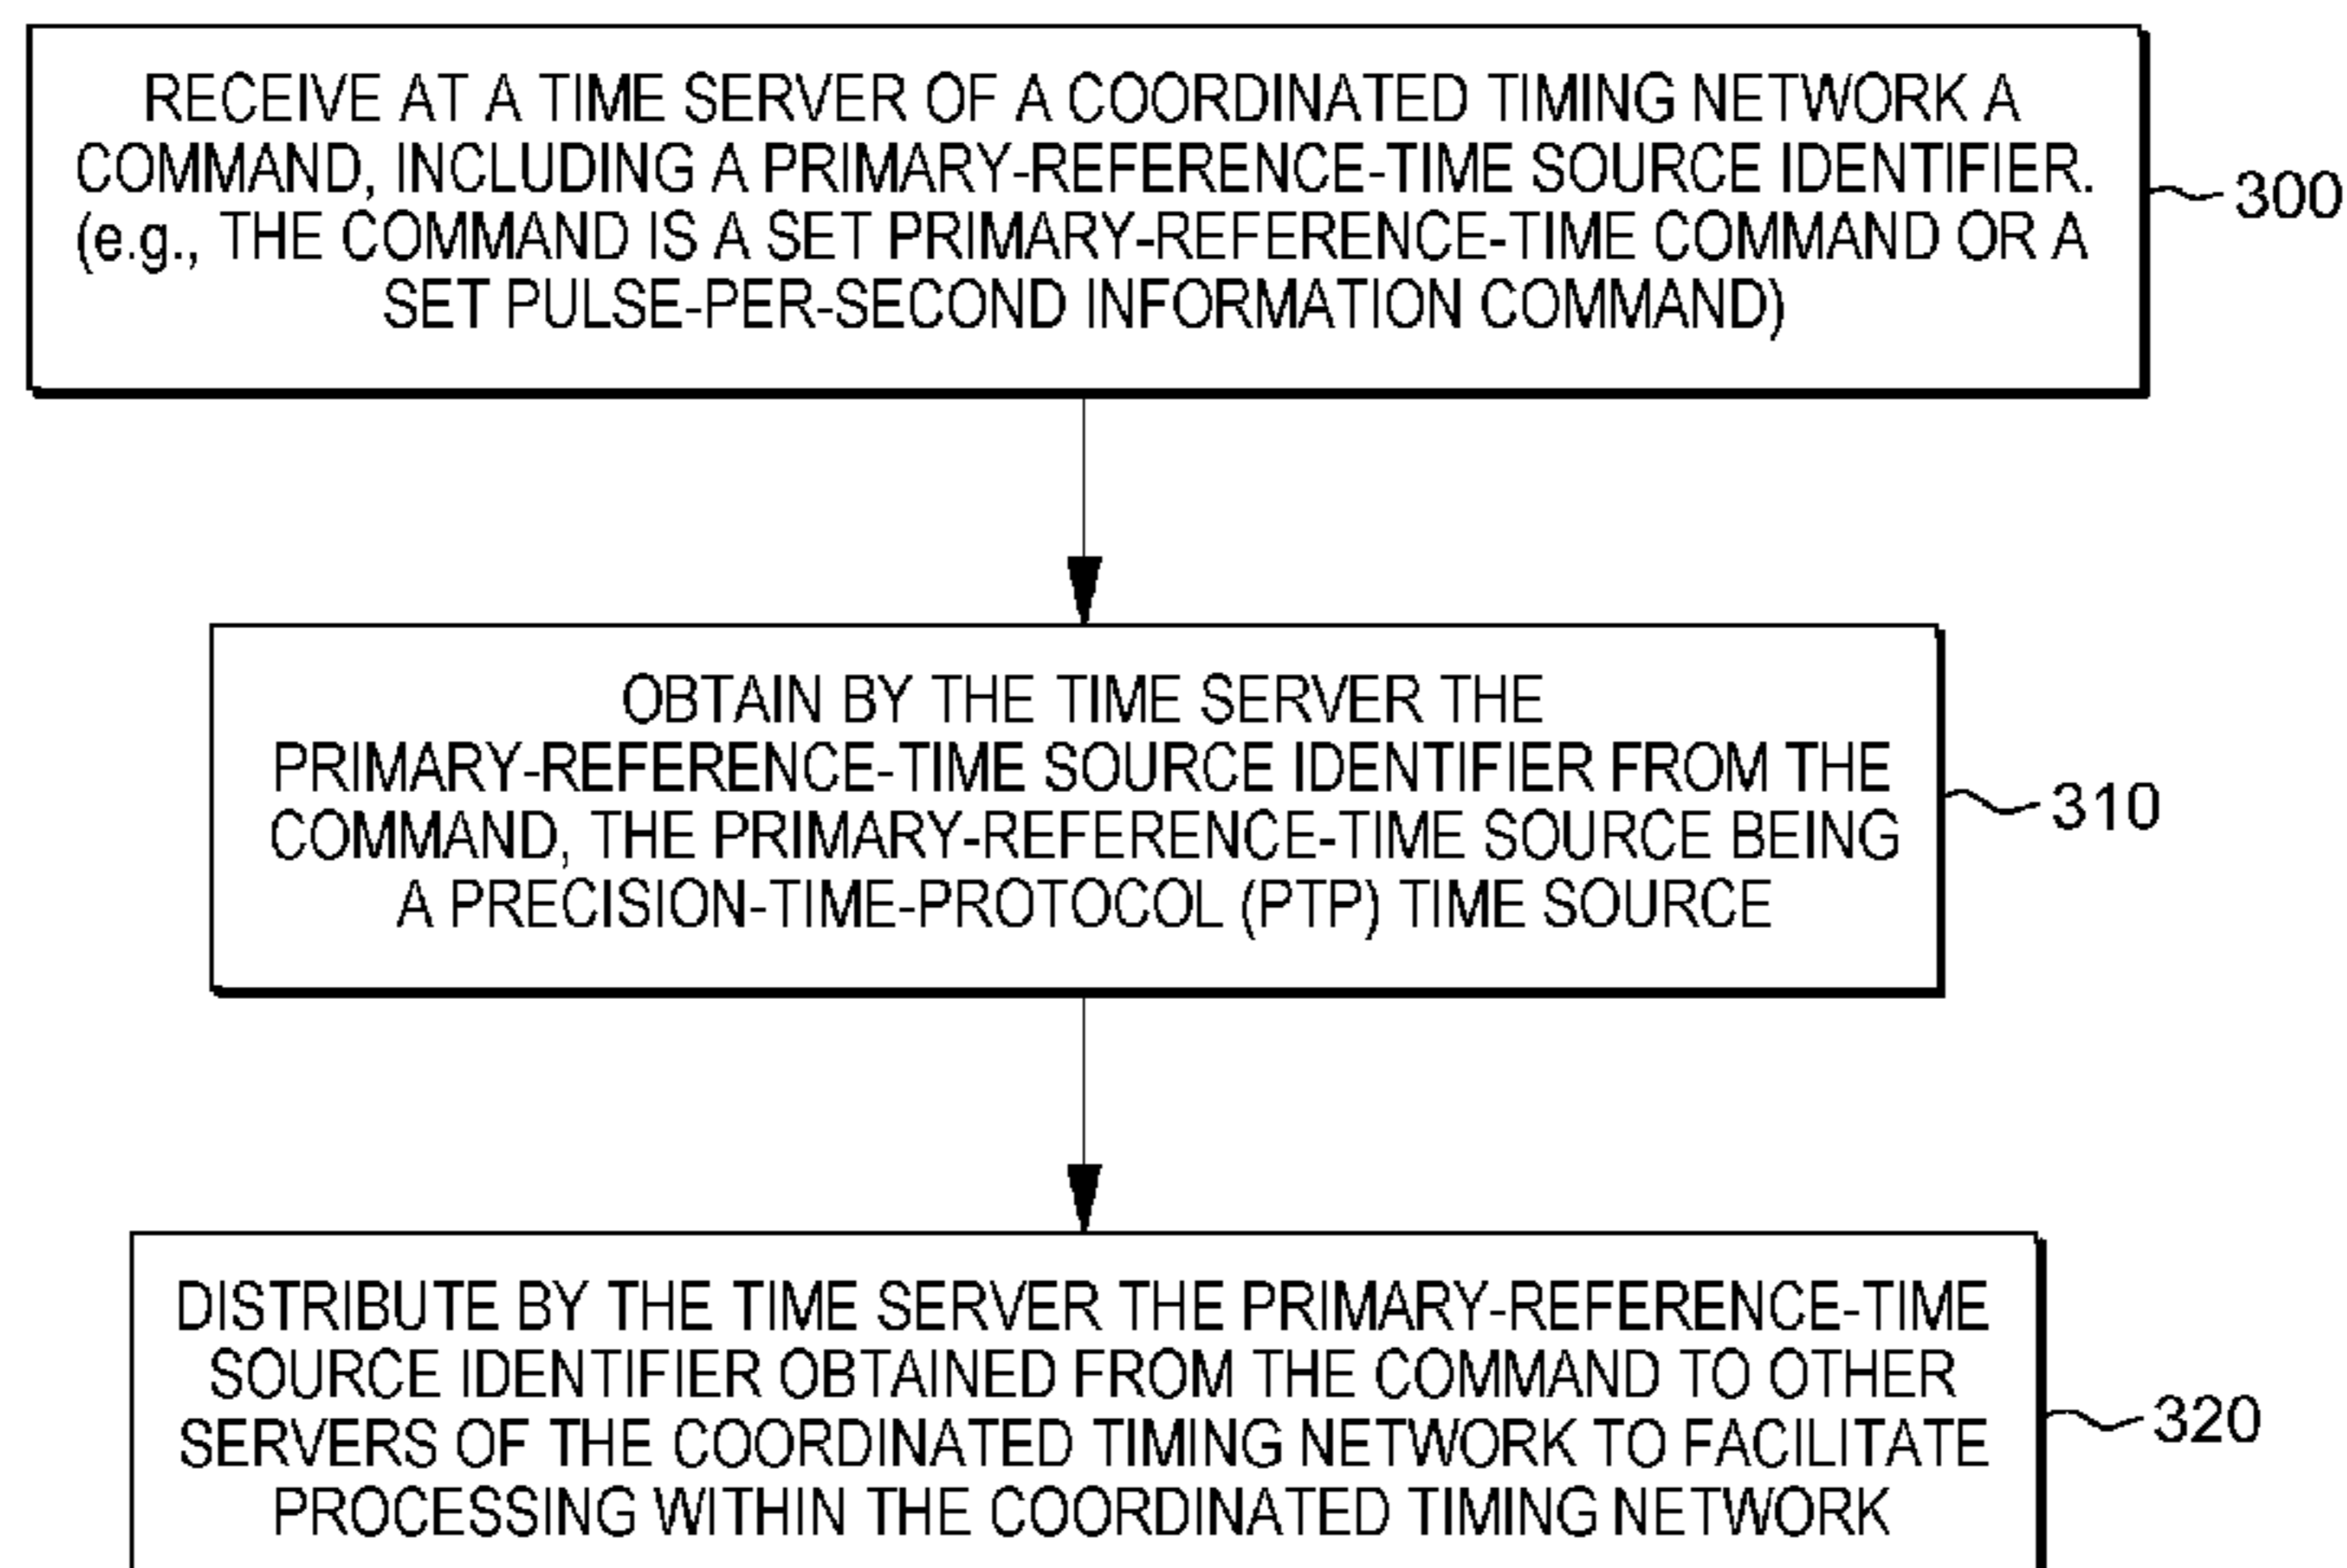 RECEIVE AT A TIME SERVER OF A COORDINATED TIMING NETWORK A
COMMAND, INCLUDING A PRIMARY-REFERENCE-TIME SOURCE IDENTIFIER.
(e.g., THE COMMAND IS A SET PRIMARY-REFERENCE-TIME COMMAND OR A
SET PULSE-PER-SECOND INFORMATION COMMAND)
300
OBTAIN BY THE TIME SERVER THE
PRIMARY-REFERENCE-TIME SOURCE IDENTIFIER FROM THE
COMMAND, THE PRIMARY-REFERENCE-TIME SOURCE BEING
A PRECISION-TIME-PROTOCOL (PTP) TIME SOURCE
310
DISTRIBUTE BY THE TIME SERVER THE PRIMARY-REFERENCE-TIME
SOURCE IDENTIFIER OBTAINED FROM THE COMMAND TO OTHER
SERVERS OF THE COORDINATED TIMING NETWORK TO FACILITATE
PROCESSING WITHIN THE COORDINATED TIMING NETWORK
320